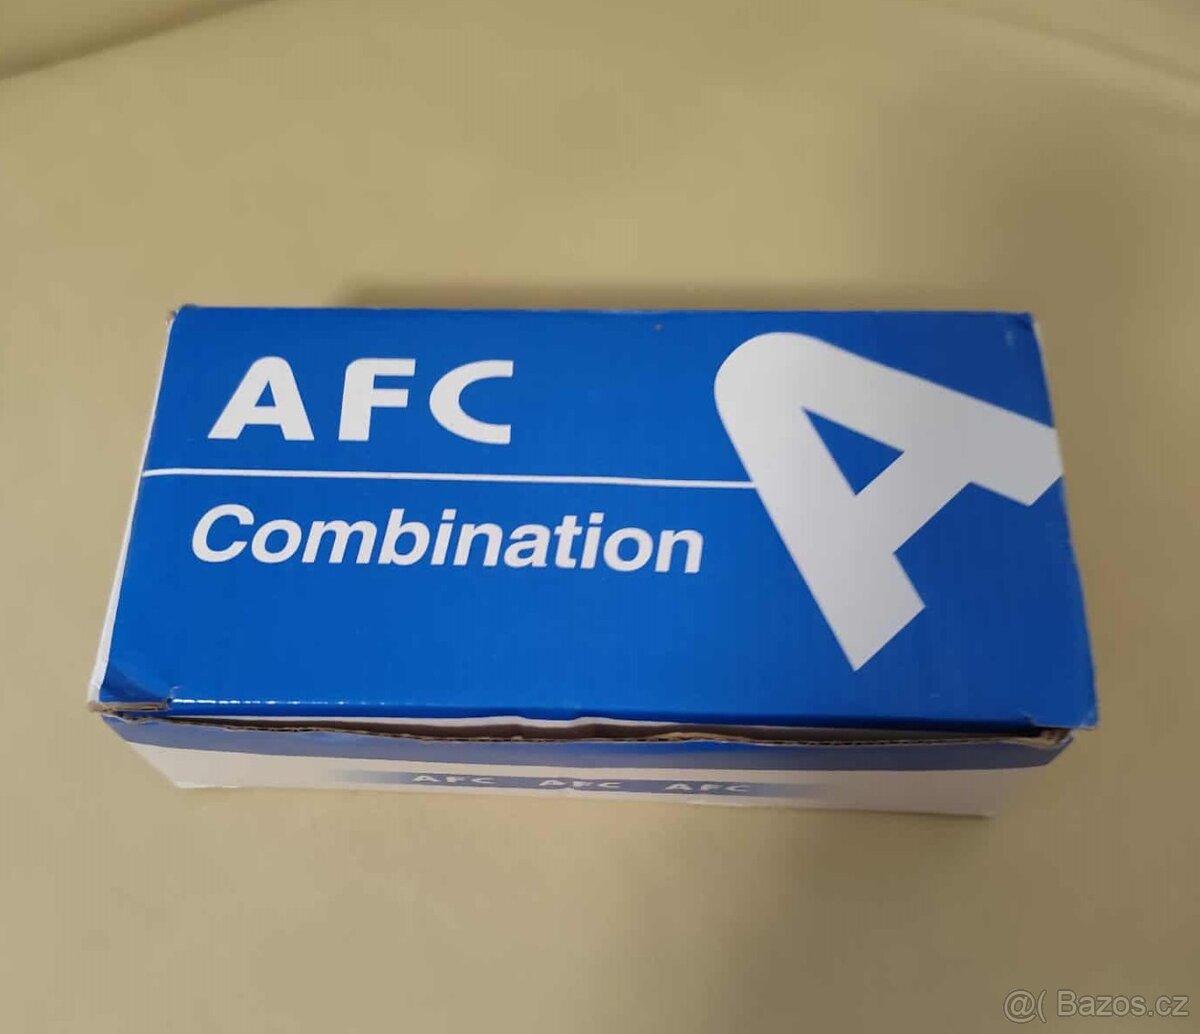 AFC
A
Combination
AFC AFC AFC
@( Bazos.cz